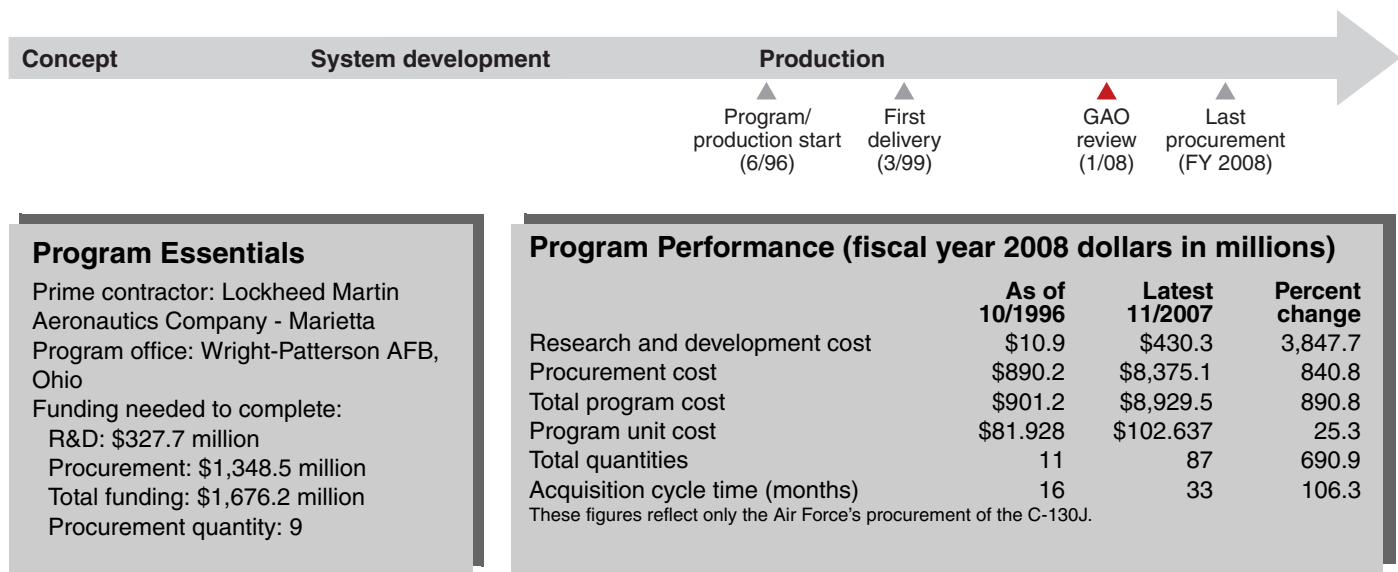 Concept System development Production
Program/
production start
(6/96)
First
delivery
(3/99)
GAO
review
(1/08)
Last
procurement
(FY 2008)
Program Essentials
Prime contractor: Lockheed Martin
Aeronautics Company - Marietta
Program office: Wright-Patterson AFB,
Ohio
Funding needed to complete:
R&D: $327.7 million
Procurement: $1,348.5 million
Total funding: $1,676.2 million
Procurement quantity: 9
Program Performance (fiscal year 2008 dollars in millions)
As of Latest Percent
10/1996 11/2007 change
Research and development cost $10.9 $430.3 3,847.7
Procurement cost $890.2 $8,375.1 840.8
Total program cost $901.2 $8,929.5 890.8
Program unit cost $81.928 $102.637 25.3
Total quantities 11 87 690.9
Acquisition cycle time (months) 16 33 106.3
These figures reflect only the Air Force's procurement of the C-130J.